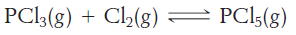 PCl₃(g) + Cl₂(g) ⇌ PCl₅(g)